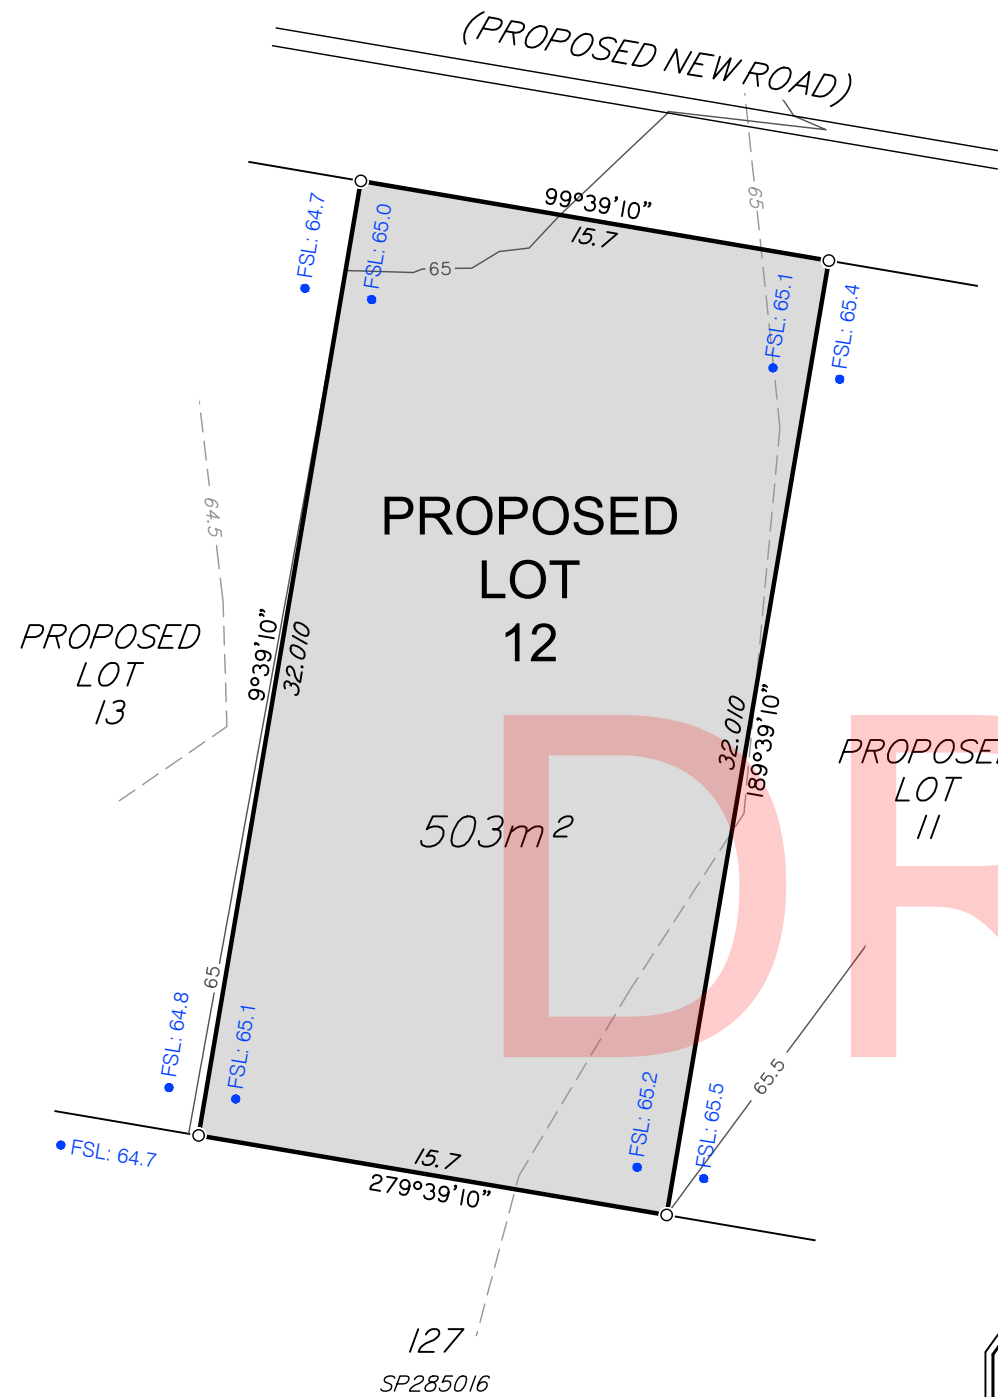 (PROPOSED NEW ROAD)
99°39'10"
15.7
FSL: 64.7
FSL: 65.0
65
65
FSL: 65.1
FSL: 65.4
64.5
PROPOSED
LOT
12
9°39'10"
32.010
PROPOSED
LOT
13
32.010
189°39'10"
PROPOSE
LOT
11
503m²
DR
65
FSL: 64.8
FSL: 65.1
FSL: 65.2
FSL: 65.5
65.5
FSL: 64.7
15.7
279°39'10"
127
SP285016